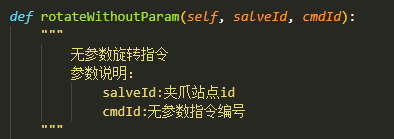 def rotateWithoutParam(self, salveId, cmdId):
"""
无参数旋转指令
参数说明：
salveId:夹爪站点id
cmdId:无参数指令编号
"""